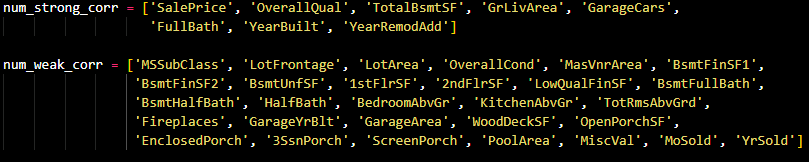 num_strong_corr = ['SalePrice', 'OverallQual', 'TotalBsmtSF', 'GrLivArea', 'GarageCars',
'FullBath', 'YearBuilt', 'YearRemodAdd']
num_weak_corr = ['MSSubClass', 'LotFrontage', 'LotArea', 'OverallCond', 'MasVnrArea', 'BsmtFinSF1',
'BsmtFinSF2', 'BsmtUnfSF', '1stFlrSF', '2ndFlrSF', 'LowQualFinSF', 'BsmtFullBath',
'BsmtHalfBath', 'HalfBath', 'BedroomAbvGr', 'KitchenAbvGr', 'TotRmsAbvGrd',
'Fireplaces', 'GarageYrBlt', 'GarageArea', 'WoodDeckSF', 'OpenPorchSF',
'EnclosedPorch', '3SsnPorch', 'ScreenPorch', 'PoolArea', 'MiscVal', 'MoSold', 'YrSold']